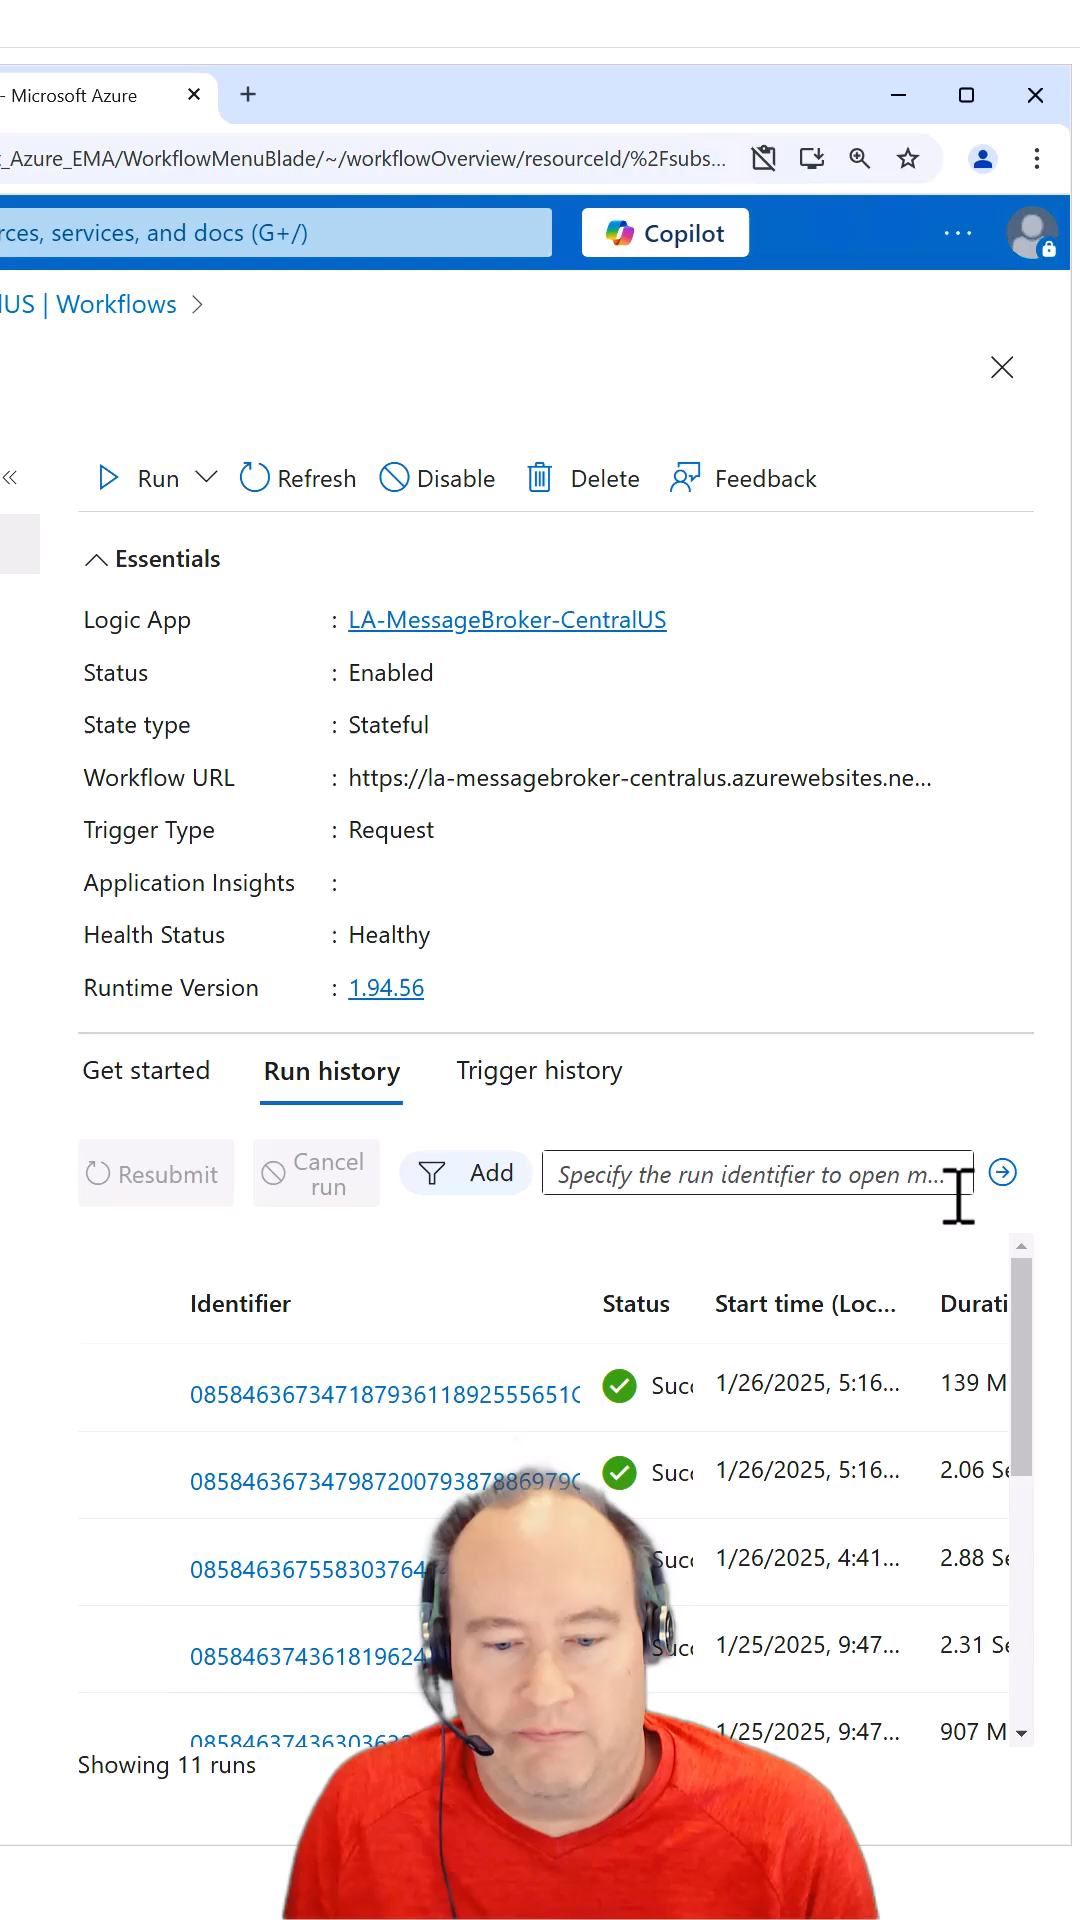 - Microsoft Azure
_Azure_EMA/WorkflowMenuBlade/~/workflowOverview/resourceId/%2Fsubs...
rces, services, and docs (G+/)
Copilot
...
US | Workflows >
«
Run
Refresh
Disable
Delete
Feedback
Essentials
Logic App : LA-MessageBroker-CentralUS
Status : Enabled
State type : Stateful
Workflow URL : https://la-messagebroker-centralus.azurewebsites.ne...
Trigger Type : Request
Application Insights :
Health Status : Healthy
Runtime Version : 1.94.56
Get started
Run history
Trigger history
Resubmit
Cancel run
Add
Specify the run identifier to open m...
Identifier Status Start time (Loc... Durati
08584636734718793611892555651C Succ 1/26/2025, 5:16... 139 M
08584636734798720079387886979C Succ 1/26/2025, 5:16... 2.06 Se
085846367558303764 Succ 1/26/2025, 4:41... 2.88 Se
085846374361819624 Succ 1/25/2025, 9:47... 2.31 Se
1/25/2025, 9:47... 907 M
Showing 11 runs